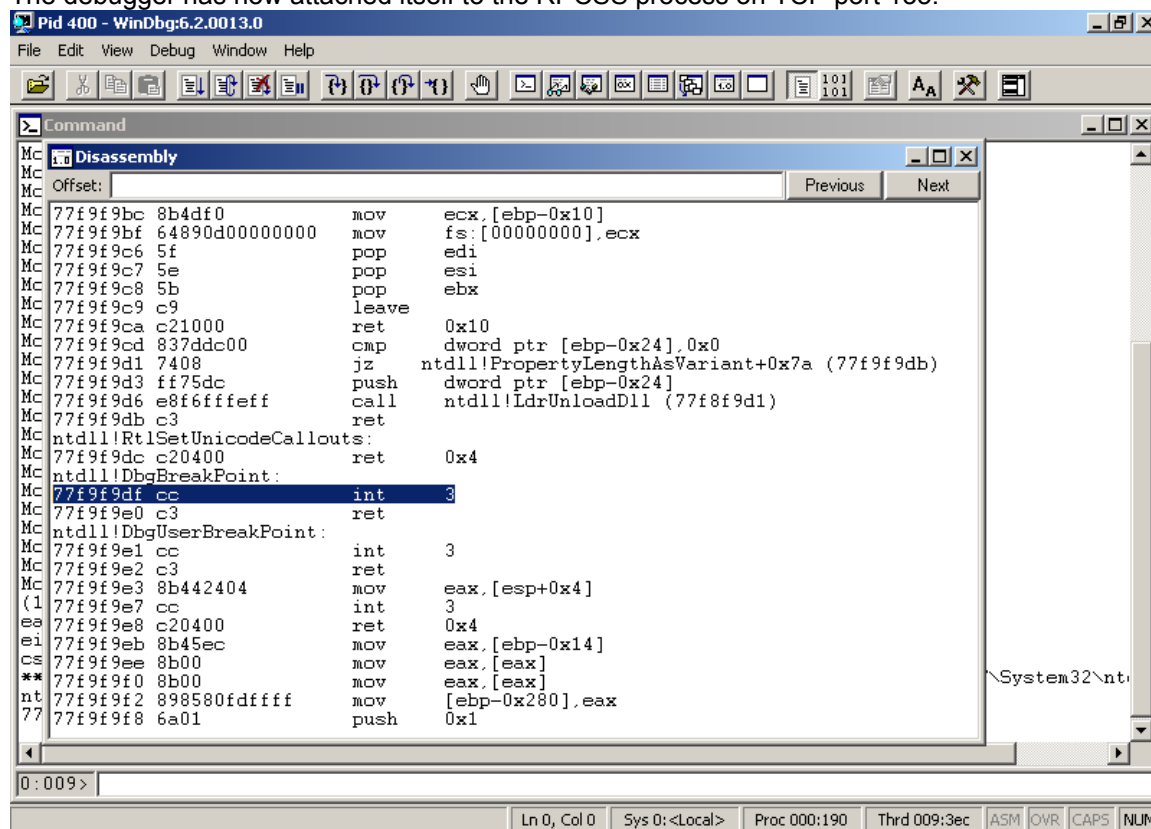 The debugger has now attached itself to the RPCSS process on TCP port 135.
Pid 400 - WinDbg:6.2.0013.0
File Edit View Debug Window Help
Command
Disassembly
Offset: Previous Next
77f9f9bc 8b4df0 mov ecx,[ebp-0x10]
77f9f9bf 64890d00000000 mov fs:[00000000],ecx
77f9f9c6 5f pop edi
77f9f9c7 5e pop esi
77f9f9c8 5b pop ebx
77f9f9c9 c9 leave
77f9f9ca c21000 ret 0x10
77f9f9cd 837ddc00 cmp dword ptr [ebp-0x24],0x0
77f9f9d1 7408 jz ntdll!PropertyLengthAsVariant+0x7a (77f9f9db)
77f9f9d3 ff75dc push dword ptr [ebp-0x24]
77f9f9d6 e8f6fffeff call ntdll!LdrUnloadDll (77f8f9d1)
77f9f9db c3 ret
ntdll!RtlSetUnicodeCallouts:
77f9f9dc c20400 ret 0x4
ntdll!DbgBreakPoint:
77f9f9df cc int 3
77f9f9e0 c3 ret
ntdll!DbgUserBreakPoint:
77f9f9e1 cc int 3
77f9f9e2 c3 ret
77f9f9e3 8b442404 mov eax,[esp+0x4]
77f9f9e7 cc int 3
77f9f9e8 c20400 ret 0x4
77f9f9eb 8b45ec mov eax,[ebp-0x14]
77f9f9ee 8b00 mov eax,[eax]
77f9f9f0 8b00 mov eax,[eax]
77f9f9f2 898580fdffff mov [ebp-0x280],eax
77f9f9f8 6a01 push 0x1
\System32\nt
0:009>
Ln 0, Col 0 Sys 0:<Local> Proc 000:190 Thrd 009:3ec ASM OVR CAPS NUM